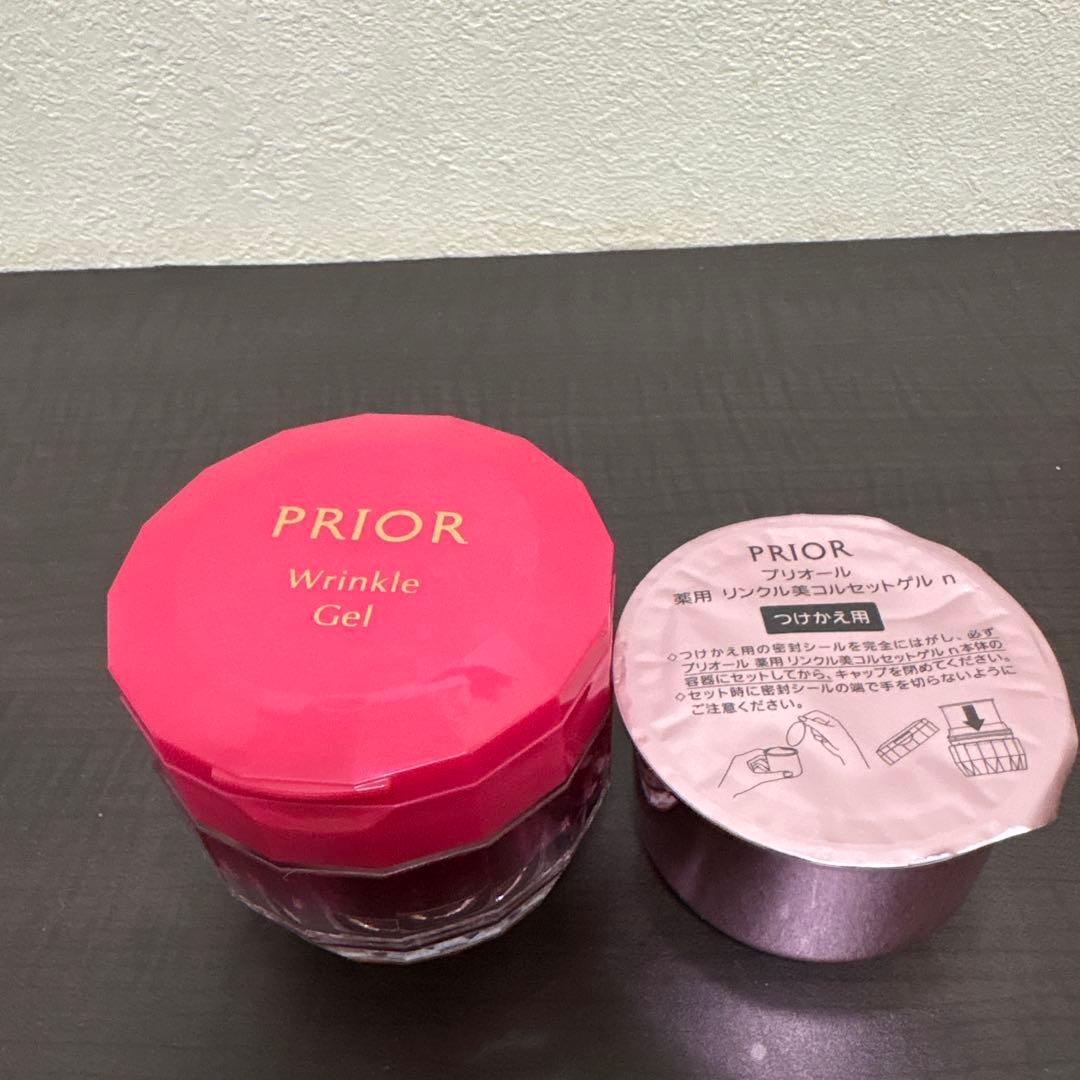 PRIOR
Wrinkle
Gel
PRIOR
プリオール
薬用 リンクル美コルセットゲル n
つけかえ用
◇つけかえ用の密封シールを完全にはがし、必ず
プリオール 薬用 リンクル美コルセットゲル n 本体の
容器にセットしてから、キャップを閉めてください。
◇セット時に密封シールの端で手を切らないように
ご注意ください。